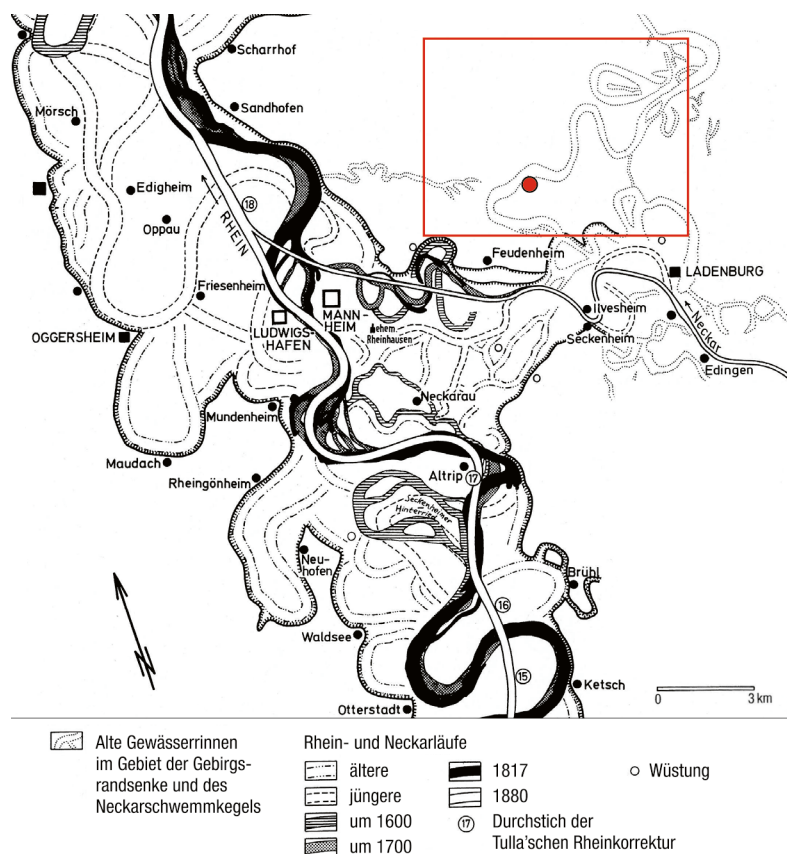 Scharrhof
Sandhofen
Mörsch
Edigheim
Oppau
RHEIN
18
Feudenheim
LADENBURG
Friesenheim
MANN-
HEIM
LUDWIGS-
HAFEN
ehem.
Rheinhausen
Ilvesheim
Seckenheim
Neckar
Edingen
OGGERSHEIM
Mundenheim
Neckarau
Maudach
Rheingönheim
Altrip
17
Seckenheimer
Hinterried
Neu-
hofen
Brühl
16
Waldsee
15
Ketsch
Otterstadt
N
0 3 km
Alte Gewässerrinnen
im Gebiet der Gebirgs-
randsenke und des
Neckarschwemmkegels
Rhein- und Neckarläufe
ältere
jüngere
um 1600
um 1700
1817
1880
17 Durchstich der
Tulla'schen Rheinkorrektur
Wüstung